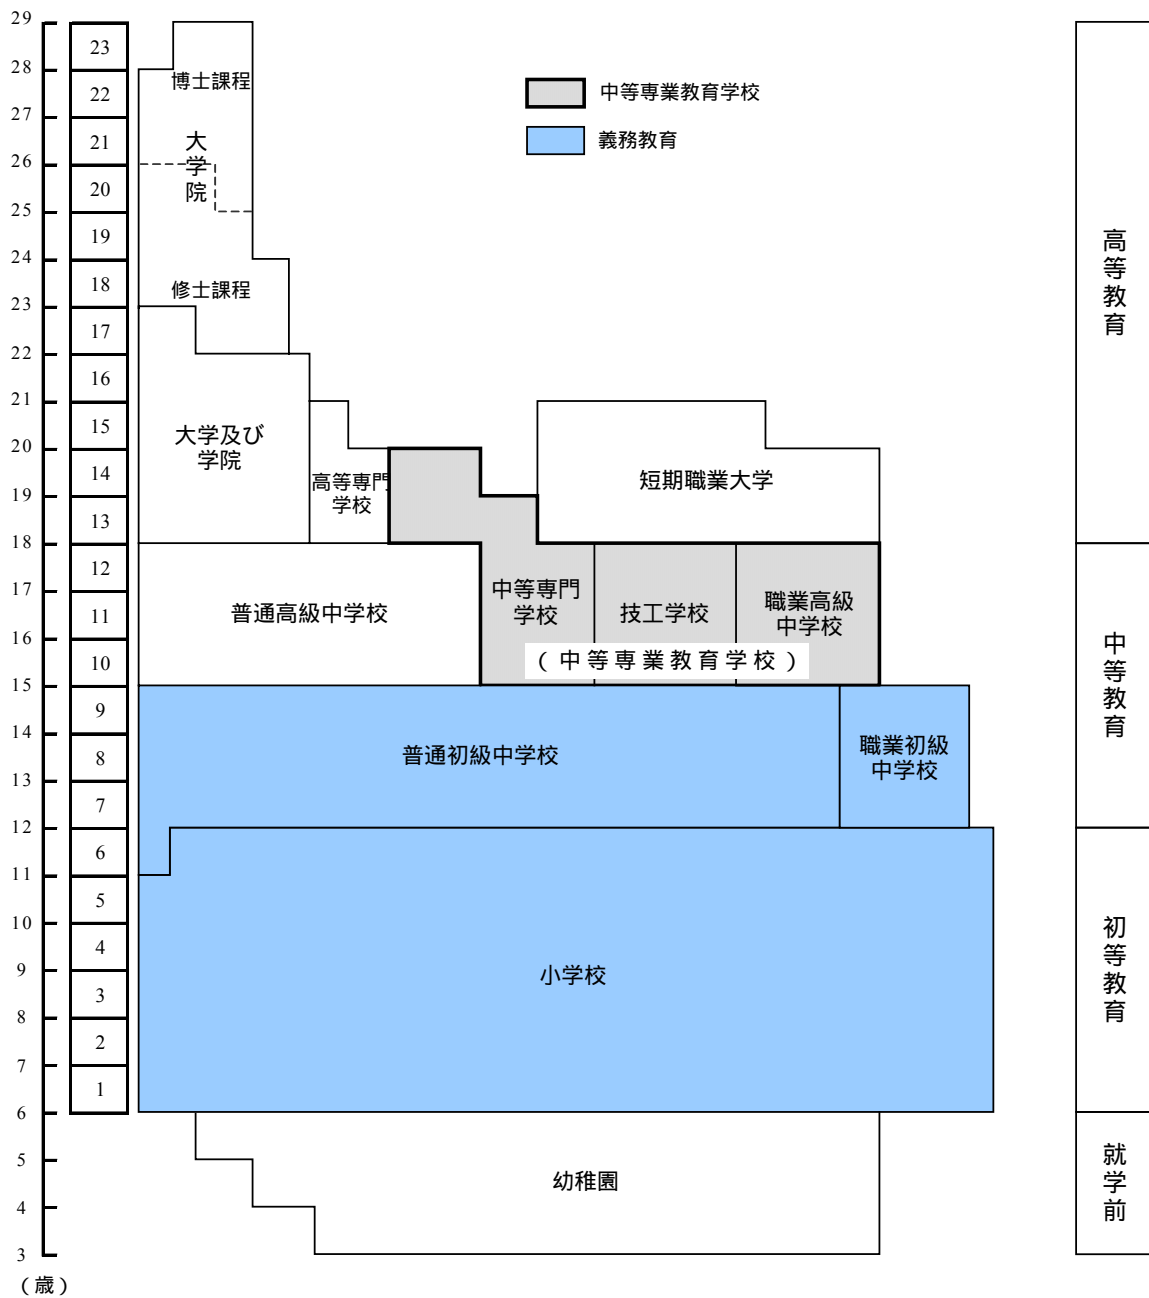 29
28
27
26
25
24
23
22
21
20
19
18
17
16
15
14
13
12
11
10
9
8
7
6
5
4
3
(歳)
23
22
21
20
19
18
17
16
15
14
13
12
11
10
9
8
7
6
5
4
3
2
1
博士課程
大
学
院
修士課程
中等専業教育学校
義務教育
大学及び
学院
高等専門
学校
短期職業大学
普通高級中学校
中等専門
学校
技工学校
職業高級
中学校
(中等専業教育学校)
普通初級中学校
職業初級
中学校
小学校
幼稚園
高
等
教
育
中
等
教
育
初
等
教
育
就
学
前